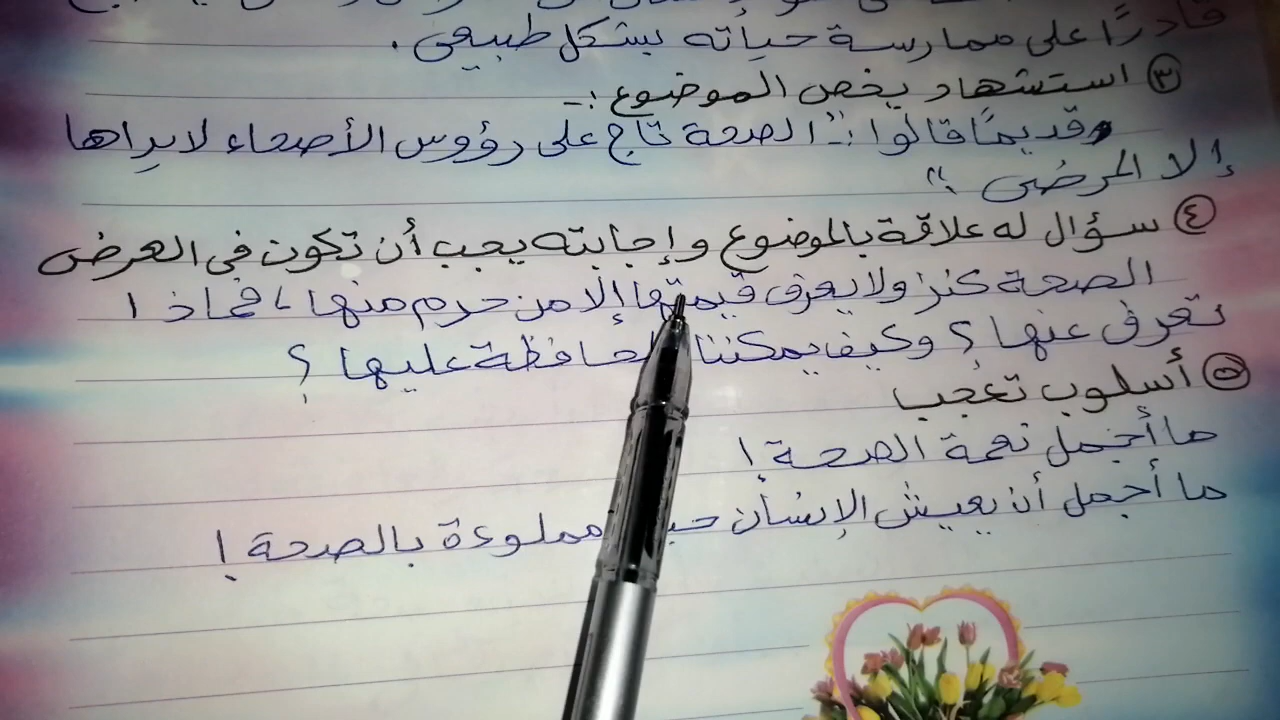 قادرًا على ممارسة حياته بشكل طبيعي.
③ استشهاد يخص الموضوع :-
وقديمًا قالوا :- " الصحة تاج على رؤوس الأصحاء لا يراها
إلا المرضى "
④ سؤال له علاقة بالموضوع وإجابته يجب أن تكون في العرض
الصحة كنز ولا يعرف قيمتها إلا من حرم منها، فماذا
تعرف عنها؟ وكيف يمكننا لحافظة عليها؟
⑤ أسلوب تعجب
ما أجمل نعمة الصحة!
ما أجمل أن يعيش الإنسان حيا مملوءة بالصحة!